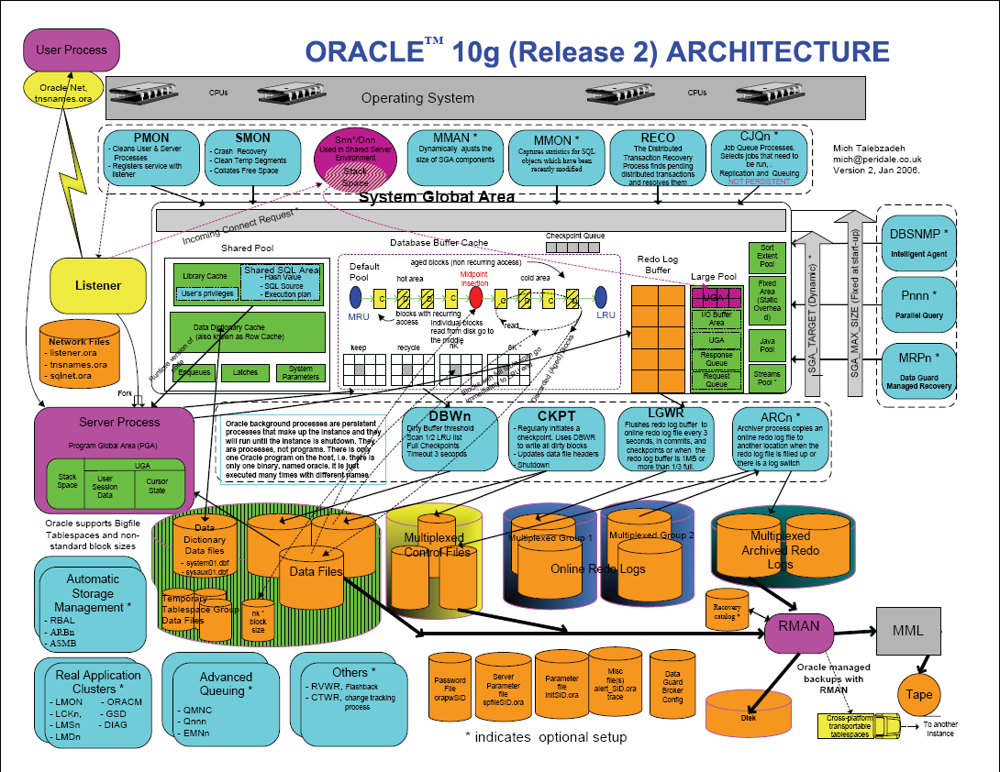 ORACLE™ 10g (Release 2) ARCHITECTURE
User Process
Oracle Net,
tnsnames.ora
CPUs
Operating System
CPUs
PMON
- Cleans User & Server
Processes
- Registers service with
listener
SMON
- Crash Recovery
- Clean Temp Segments
- Collates Free Space
Snn*/Dnn
Used in Shared Server
Environment
Stack
Space
MMAN *
Dynamically ajusts the
size of SGA components
MMON *
Captures statistics for SQL
objects which have been
recently modified
RECO
The Distributed
Transaction Recovery
Process finds pending
distributed transactions
and resolves them
CJQn *
Job Queue Processes.
Selects jobs that need to
be run, .
Replication and Queuing
NOT PERSISTENT
Mich Talebzadeh
mich@peridale.co.uk
Version 2, Jan 2006.
System Global Area
Incoming Connect Request *
Shared Pool
Library Cache
User's privileges
Shared SQL Area
- Hash Value
- SQL Source
- Execution plan
Data Dictionary Cache
(also known as Row Cache)
Runtime version of
Enqueues
Latches
System
Parameters
Database Buffer Cache
Checkpoint Queue
aged blocks (non recurring access)
Default
Pool
hot area
Midpoint
Insertion
cold area
C
D
D
C
C
D
C
D
MRU
LRU
blocks with recurring
access
individual blocks
read from disk go to
the middle
read
keep
recycle
nK
8K
Discarded (Aged) Blocks
Redo Log
Buffer
Large Pool
UGA *
I/O Buffer
Area
UGA
Response
Queue
Request
Queue
Sort
Extent
Pool
Fixed
Area
(Static
Overhea
d)
Java
Pool
Streams
Pool *
SGA_TARGET (Dynamic) *
SGA_MAX_SIZE (Fixed at start-up)
DBSNMP *
Intelligent Agent
Pnnn *
Parallel Query
MRPn *
Data Guard
Managed Recovery
Listener
Network Files
- listener.ora
- tnsnames.ora
- sqlnet.ora
Fork
Server Process
Program Global Area (PGA)
Stack
Space
UGA
User
Session
Data
Cursor
State
Oracle background processes are persistent
processes that make up the instance and they
will run until the instance is shutdown. They
are processes, not programs. There is only
one Oracle program on the host, i.e. there is
only one binary, named oracle. It is just
executed many times with different names
DBWn
Dirty Buffer threshold
Scan 1/2 LRU list
Full Checkpoints
Timeout 3 seconds
CKPT
- Regularly initiates a
checkpoint. Uses DBWR
to write all dirty blocks
- Updates data file headers
- Shutdown
LGWR
Flushes redo log buffer to
online redo log file every 3
seconds, in commits, and
checkpoints or when the
redo log buffer is 1MB or
more than 1/3 full.
ARCn *
Archiver process copies an
online redo log file to
another location when the
redo log file is filled up or
there is a log switch
Oracle supports Bigfile
Tablespaces and non-
standard block sizes
Data
Dictionary
Data files
- system01.dbf
- sysaux01.dbf
Data Files
Temporary
Tablespace Group
Data Files
nk *
block
size
Multiplexed
Control Files
Multiplexed Group 1
Multiplexed Group 2
Online Redo Logs
Multiplexed
Archived Redo
Logs
Automatic
Storage
Management *
- RBAL
- ARBn
- ASMB
Recovery
catalog *
RMAN
MML
Oracle managed
backups with
RMAN
Tape
Disk
Cross-platform
transportable
tablespaces
To another
Instance
Real Application
Clusters *
- LMON - ORACM
- LCKn, - GSD
- LMSn - DIAG
- LMDn
Advanced
Queuing *
- QMNC
- Qnnn
- EMNn
Others *
- RVWR, Flashback
- CTWR, change tracking
process
Password
File
orapwSID
Server
Parameter
file
spfileSID.ora
Parameter
file
initSID.ora
Misc
file(s)
alert_SID.ora
trace
Data
Guard
Broker
Config
* indicates optional setup